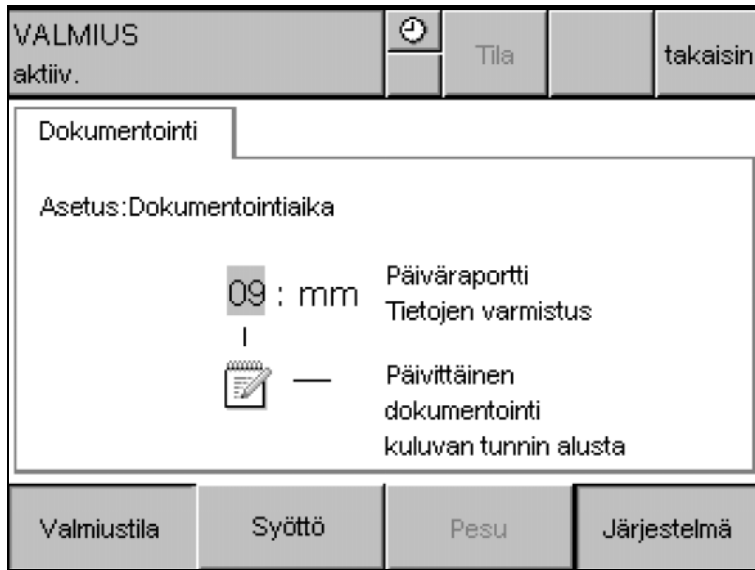 VALMIUS
aktiiv.
Tila
takaisin
Dokumentointi
Asetus:Dokumentointiaika
09 : mm
Päiväraportti
Tietojen varmistus
Päivittäinen
dokumentointi
kuluvan tunnin alusta
Valmiustila
Syöttö
Pesu
Järjestelmä